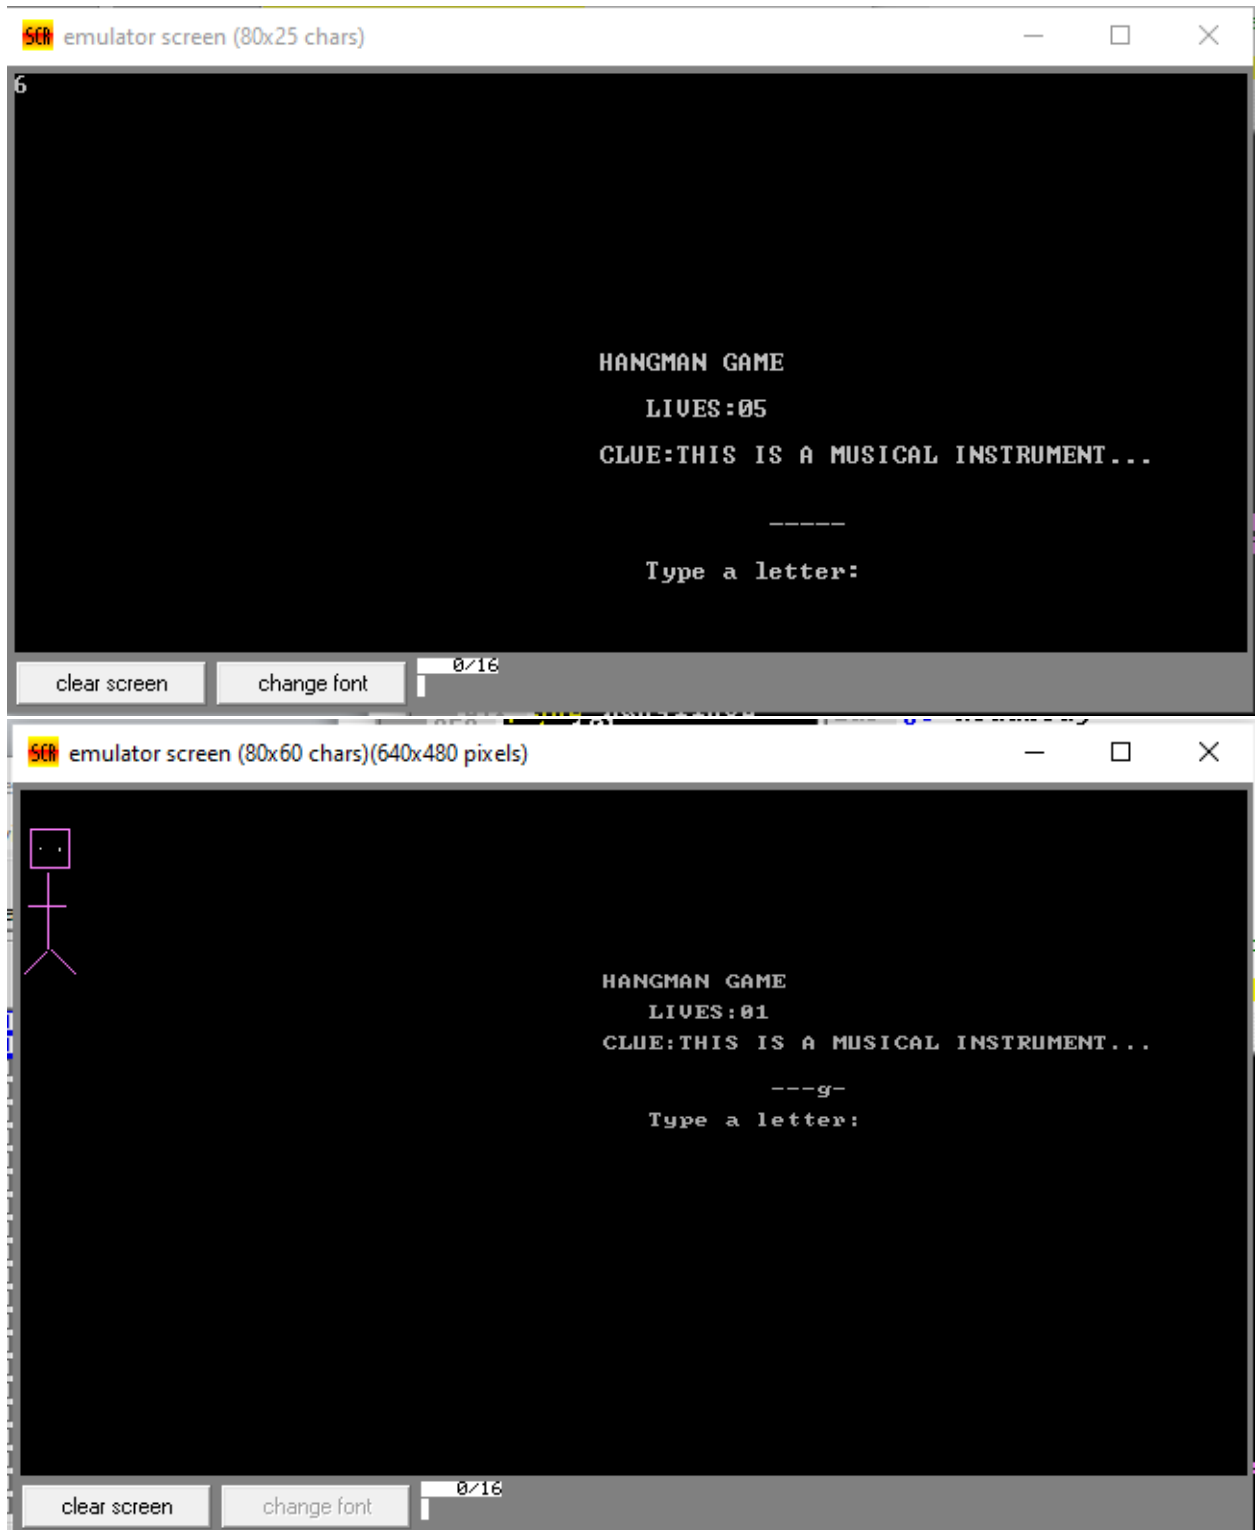 SCR emulator screen (80x25 chars)
6
HANGMAN GAME
LIVES:05
CLUE:THIS IS A MUSICAL INSTRUMENT...
-----
Type a letter:
0/16
clear screen change font
SCR emulator screen (80x60 chars)(640x480 pixels)
HANGMAN GAME
LIVES:01
CLUE:THIS IS A MUSICAL INSTRUMENT...
---g-
Type a letter:
0/16
clear screen change font